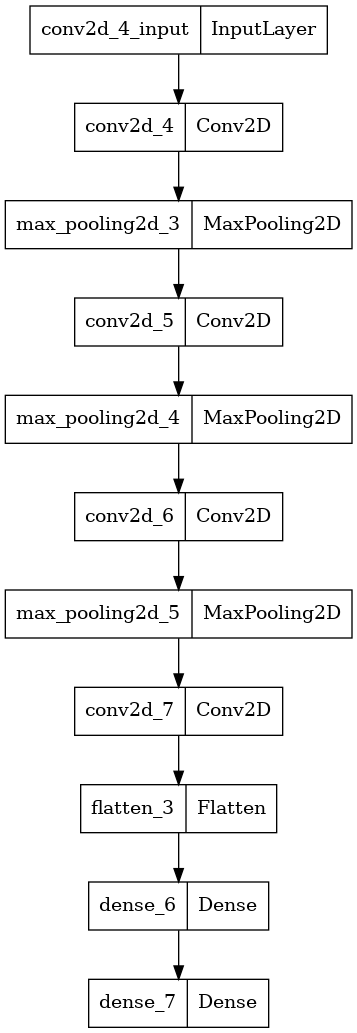 conv2d_4_input InputLayer
conv2d_4 Conv2D
max_pooling2d_3 MaxPooling2D
conv2d_5 Conv2D
max_pooling2d_4 MaxPooling2D
conv2d_6 Conv2D
max_pooling2d_5 MaxPooling2D
conv2d_7 Conv2D
flatten_3 Flatten
dense_6 Dense
dense_7 Dense